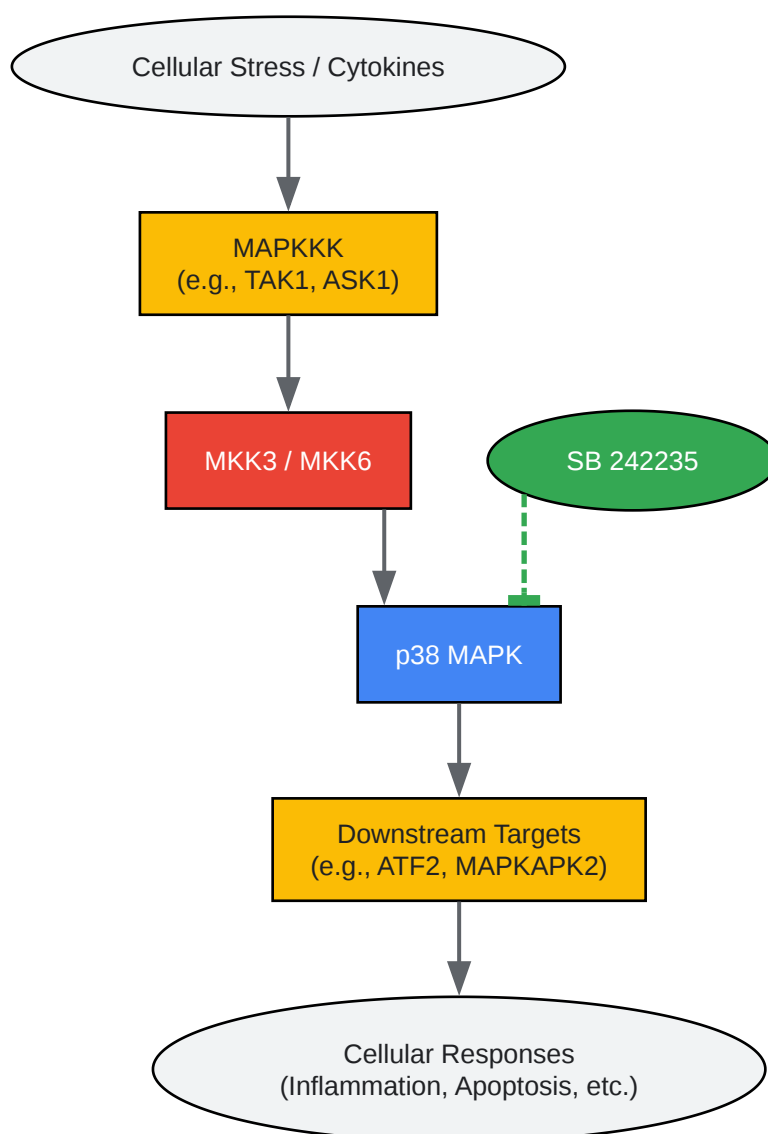 Cellular Stress / Cytokines
MAPKKK
(e.g., TAK1, ASK1)
MKK3 / MKK6
SB 242235
p38 MAPK
Downstream Targets
(e.g., ATF2, MAPKAPK2)
Cellular Responses
(Inflammation, Apoptosis, etc.)